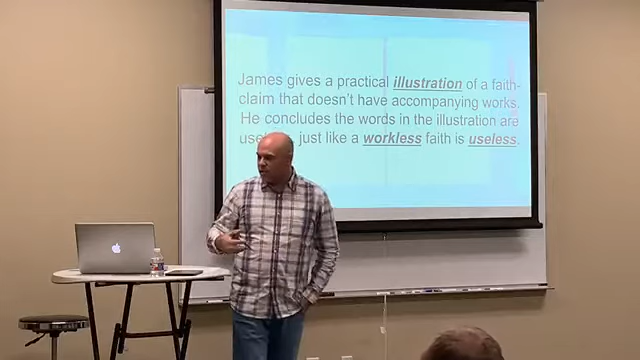 James gives a practical illustration of a faith-
claim that doesn't have accompanying works.
He concludes the words in the illustration are
just like a workless faith is useless.